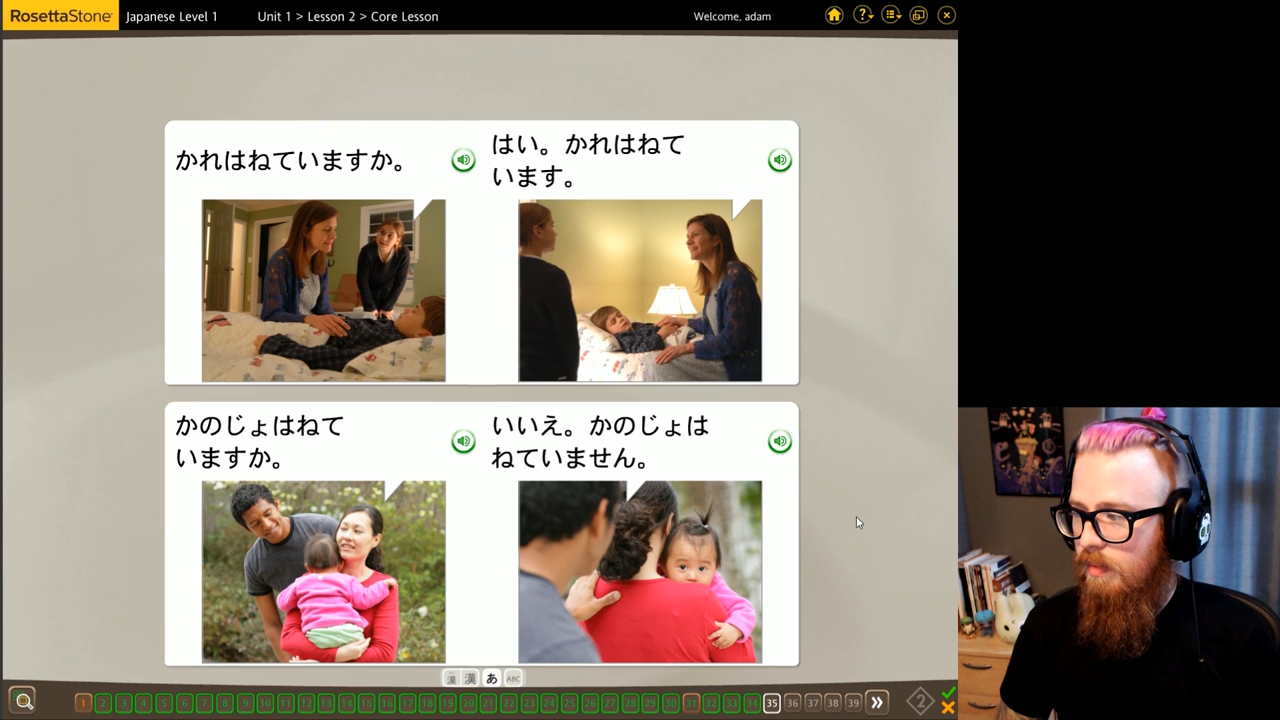 RosettaStone
Japanese Level 1
Unit 1 > Lesson 2 > Core Lesson
Welcome, adam
かれはねていますか。
はい。かれはねて
います。
かのじょはねて
いますか。
いいえ。かのじょは
ねていません。
漢 漢 あ ABC
1 2 3 4 5 6 7 8 9 10 11 12 13 14 15 16 17 18 19 20 21 22 23 24 25 26 27 28 29 30 31 32 33 34 35 36 37 38 39
2